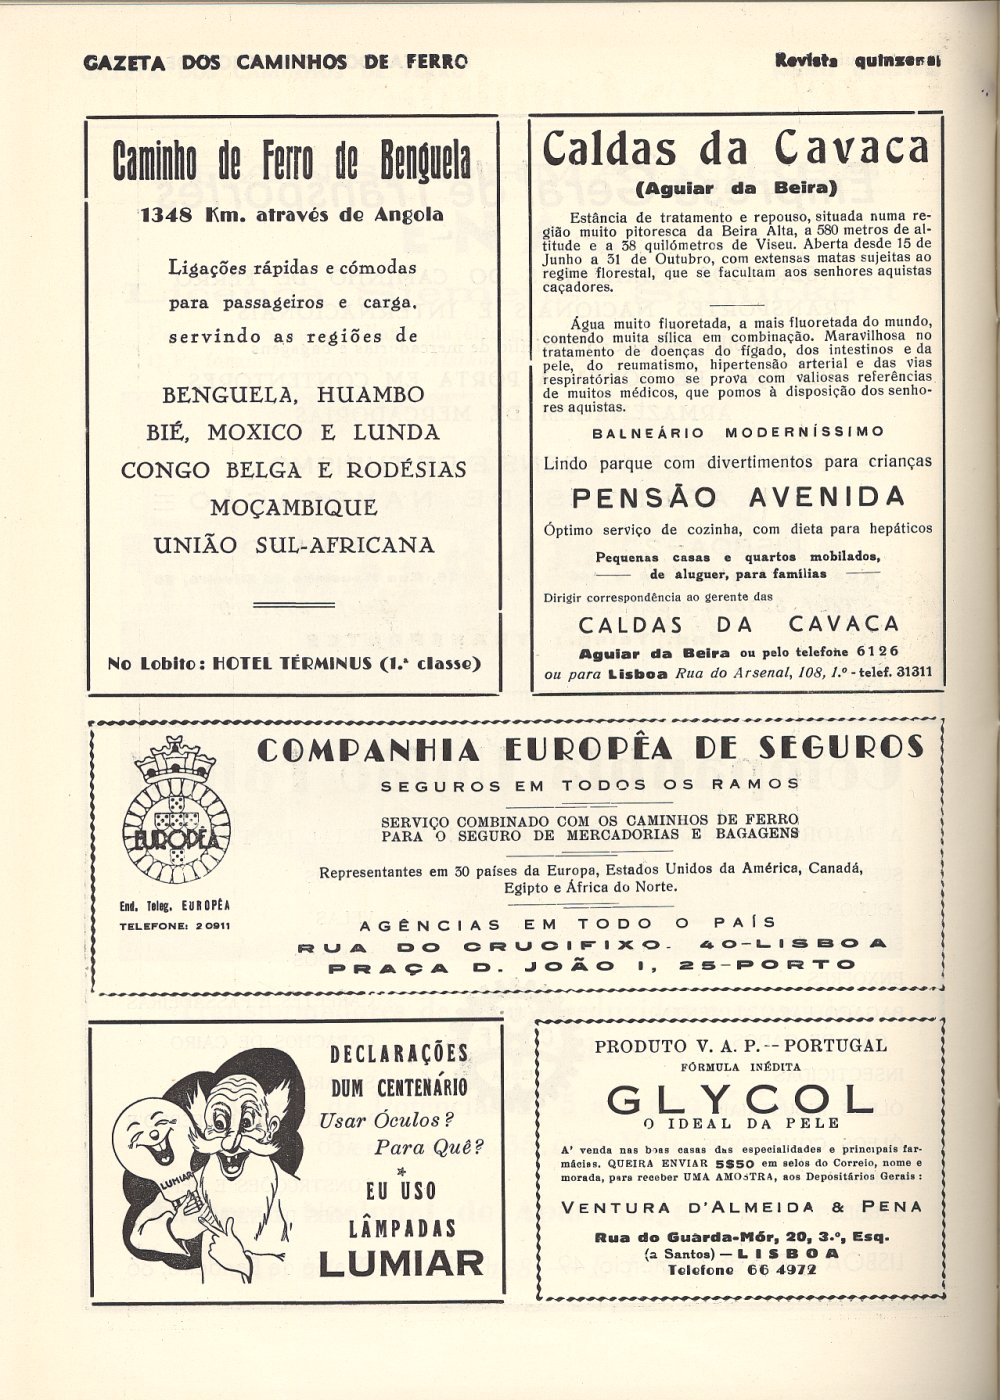 GAZETA DOS CAMINHOS DE FERRO
Revista quinzenal
Caminho de Ferro de Benguela
1348 Km. através de Angola
Ligações rápidas e cómodas
para passageiros e carga,
servindo as regiões de
BENGUELA, HUAMBO
BIÉ, MOXICO E LUNDA
CONGO BELGA E RODÉSIAS
MOÇAMBIQUE
UNIÃO SUL-AFRICANA
No Lobito: HOTEL TÉRMINUS (1.ª classe)
Caldas da Cavaca
(Aguiar da Beira)
Estância de tratamento e repouso, situada numa re-
gião muito pitoresca da Beira Alta, a 580 metros de al-
titude e a 38 quilómetros de Viseu. Aberta desde 15 de
Junho a 31 de Outubro, com extensas matas sujeitas ao
regime florestal, que se facultam aos senhores aquistas
caçadores.
Água muito fluoretada, a mais fluoretada do mundo,
contendo muita sílica em combinação. Maravilhosa no
tratamento de doenças do fígado, dos intestinos e da
pele, do reumatismo, hipertensão arterial e das vias
respiratórias como se prova com valiosas referências
de muitos médicos, que pomos à disposição dos senho-
res aquistas.
BALNEÁRIO MODERNÍSSIMO
Lindo parque com divertimentos para crianças
PENSÃO AVENIDA
Óptimo serviço de cozinha, com dieta para hepáticos
Pequenas casas e quartos mobilados,
de aluguer, para famílias
Dirigir correspondência ao gerente das
CALDAS DA CAVACA
Aguiar da Beira ou pelo telefone 6126
ou para Lisboa Rua do Arsenal, 108, 1.º - telef. 31311
COMPANHIA EUROPÊA DE SEGUROS
SEGUROS EM TODOS OS RAMOS
SERVIÇO COMBINADO COM OS CAMINHOS DE FERRO
PARA O SEGURO DE MERCADORIAS E BAGAGENS
Representantes em 30 países da Europa, Estados Unidos da América, Canadá,
Egipto e África do Norte.
AGÊNCIAS EM TODO O PAÍS
RUA DO CRUCIFIXO. 40-LISBOA
PRAÇA D. JOÃO I, 25-PORTO
EUROPÊA
End. Teleg. EUROPÊA
TELEFONE: 20911
DECLARAÇÕES
DUM CENTENÁRIO
Usar Óculos?
Para Quê?
*
EU USO
LÂMPADAS
LUMIAR
LUMIAR
PRODUTO V. A. P. -- PORTUGAL
FÓRMULA INÉDITA
GLYCOL
O IDEAL DA PELE
A' venda nas boas casas das especialidades e principais far-
mácias. QUEIRA ENVIAR 5$50 em selos do Correio, nome e
morada, para receber UMA AMOSTRA, aos Depositários Gerais:
VENTURA D'ALMEIDA & PENA
Rua do Guarda-Mór, 20, 3.º, Esq.
(a Santos) — LISBOA
Telefone 66 4972